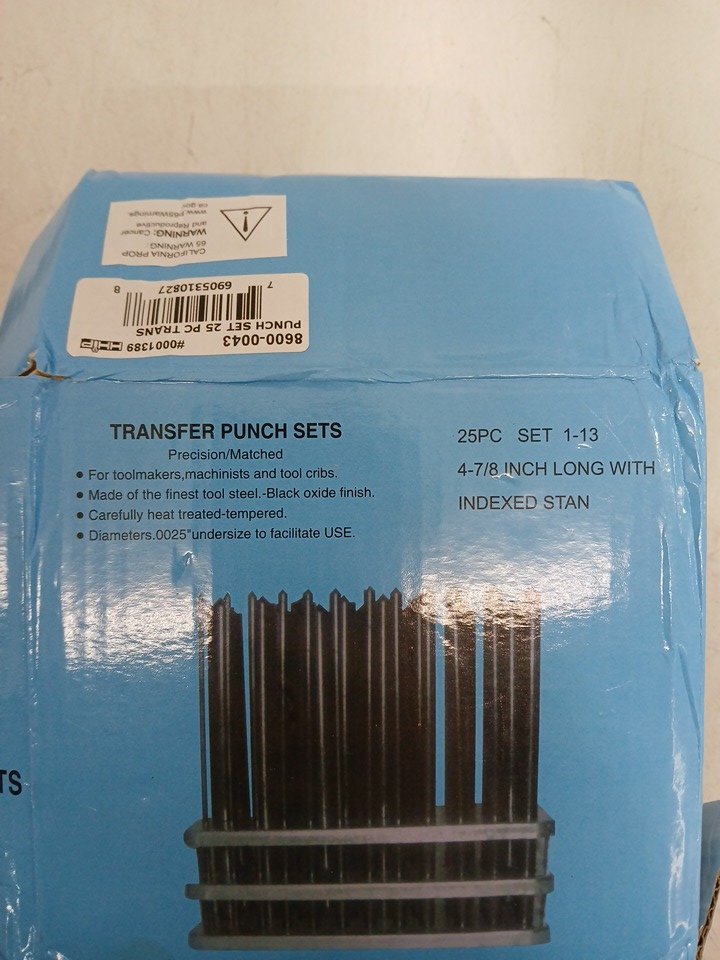 CALIFORNIA PROP
65 WARNING:
WARNING: Cancer
and Reproductive
www.P65Warnings.
ca.gov
8600-0043 #0001389 HHIP
PUNCH SET 25 PC TRANS
7 6905310827 8
TRANSFER PUNCH SETS
Precision/Matched
• For toolmakers,machinists and tool cribs.
• Made of the finest tool steel.-Black oxide finish.
• Carefully heat treated-tempered.
• Diameters.0025"undersize to facilitate USE.
25PC SET 1-13
4-7/8 INCH LONG WITH
INDEXED STAN
TS